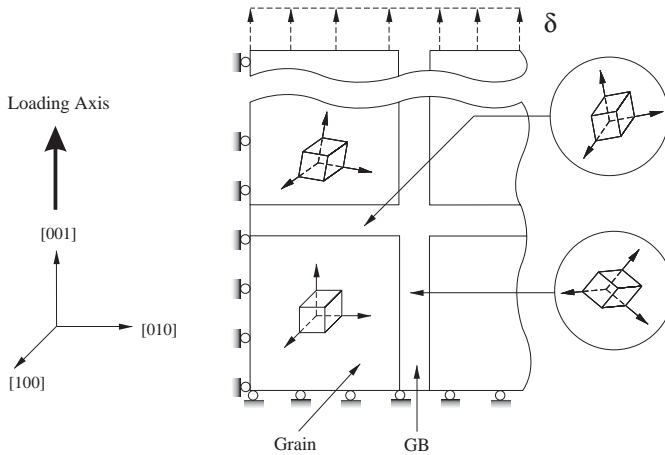 δ
Loading Axis
[001]
[010]
[100]
Grain
GB